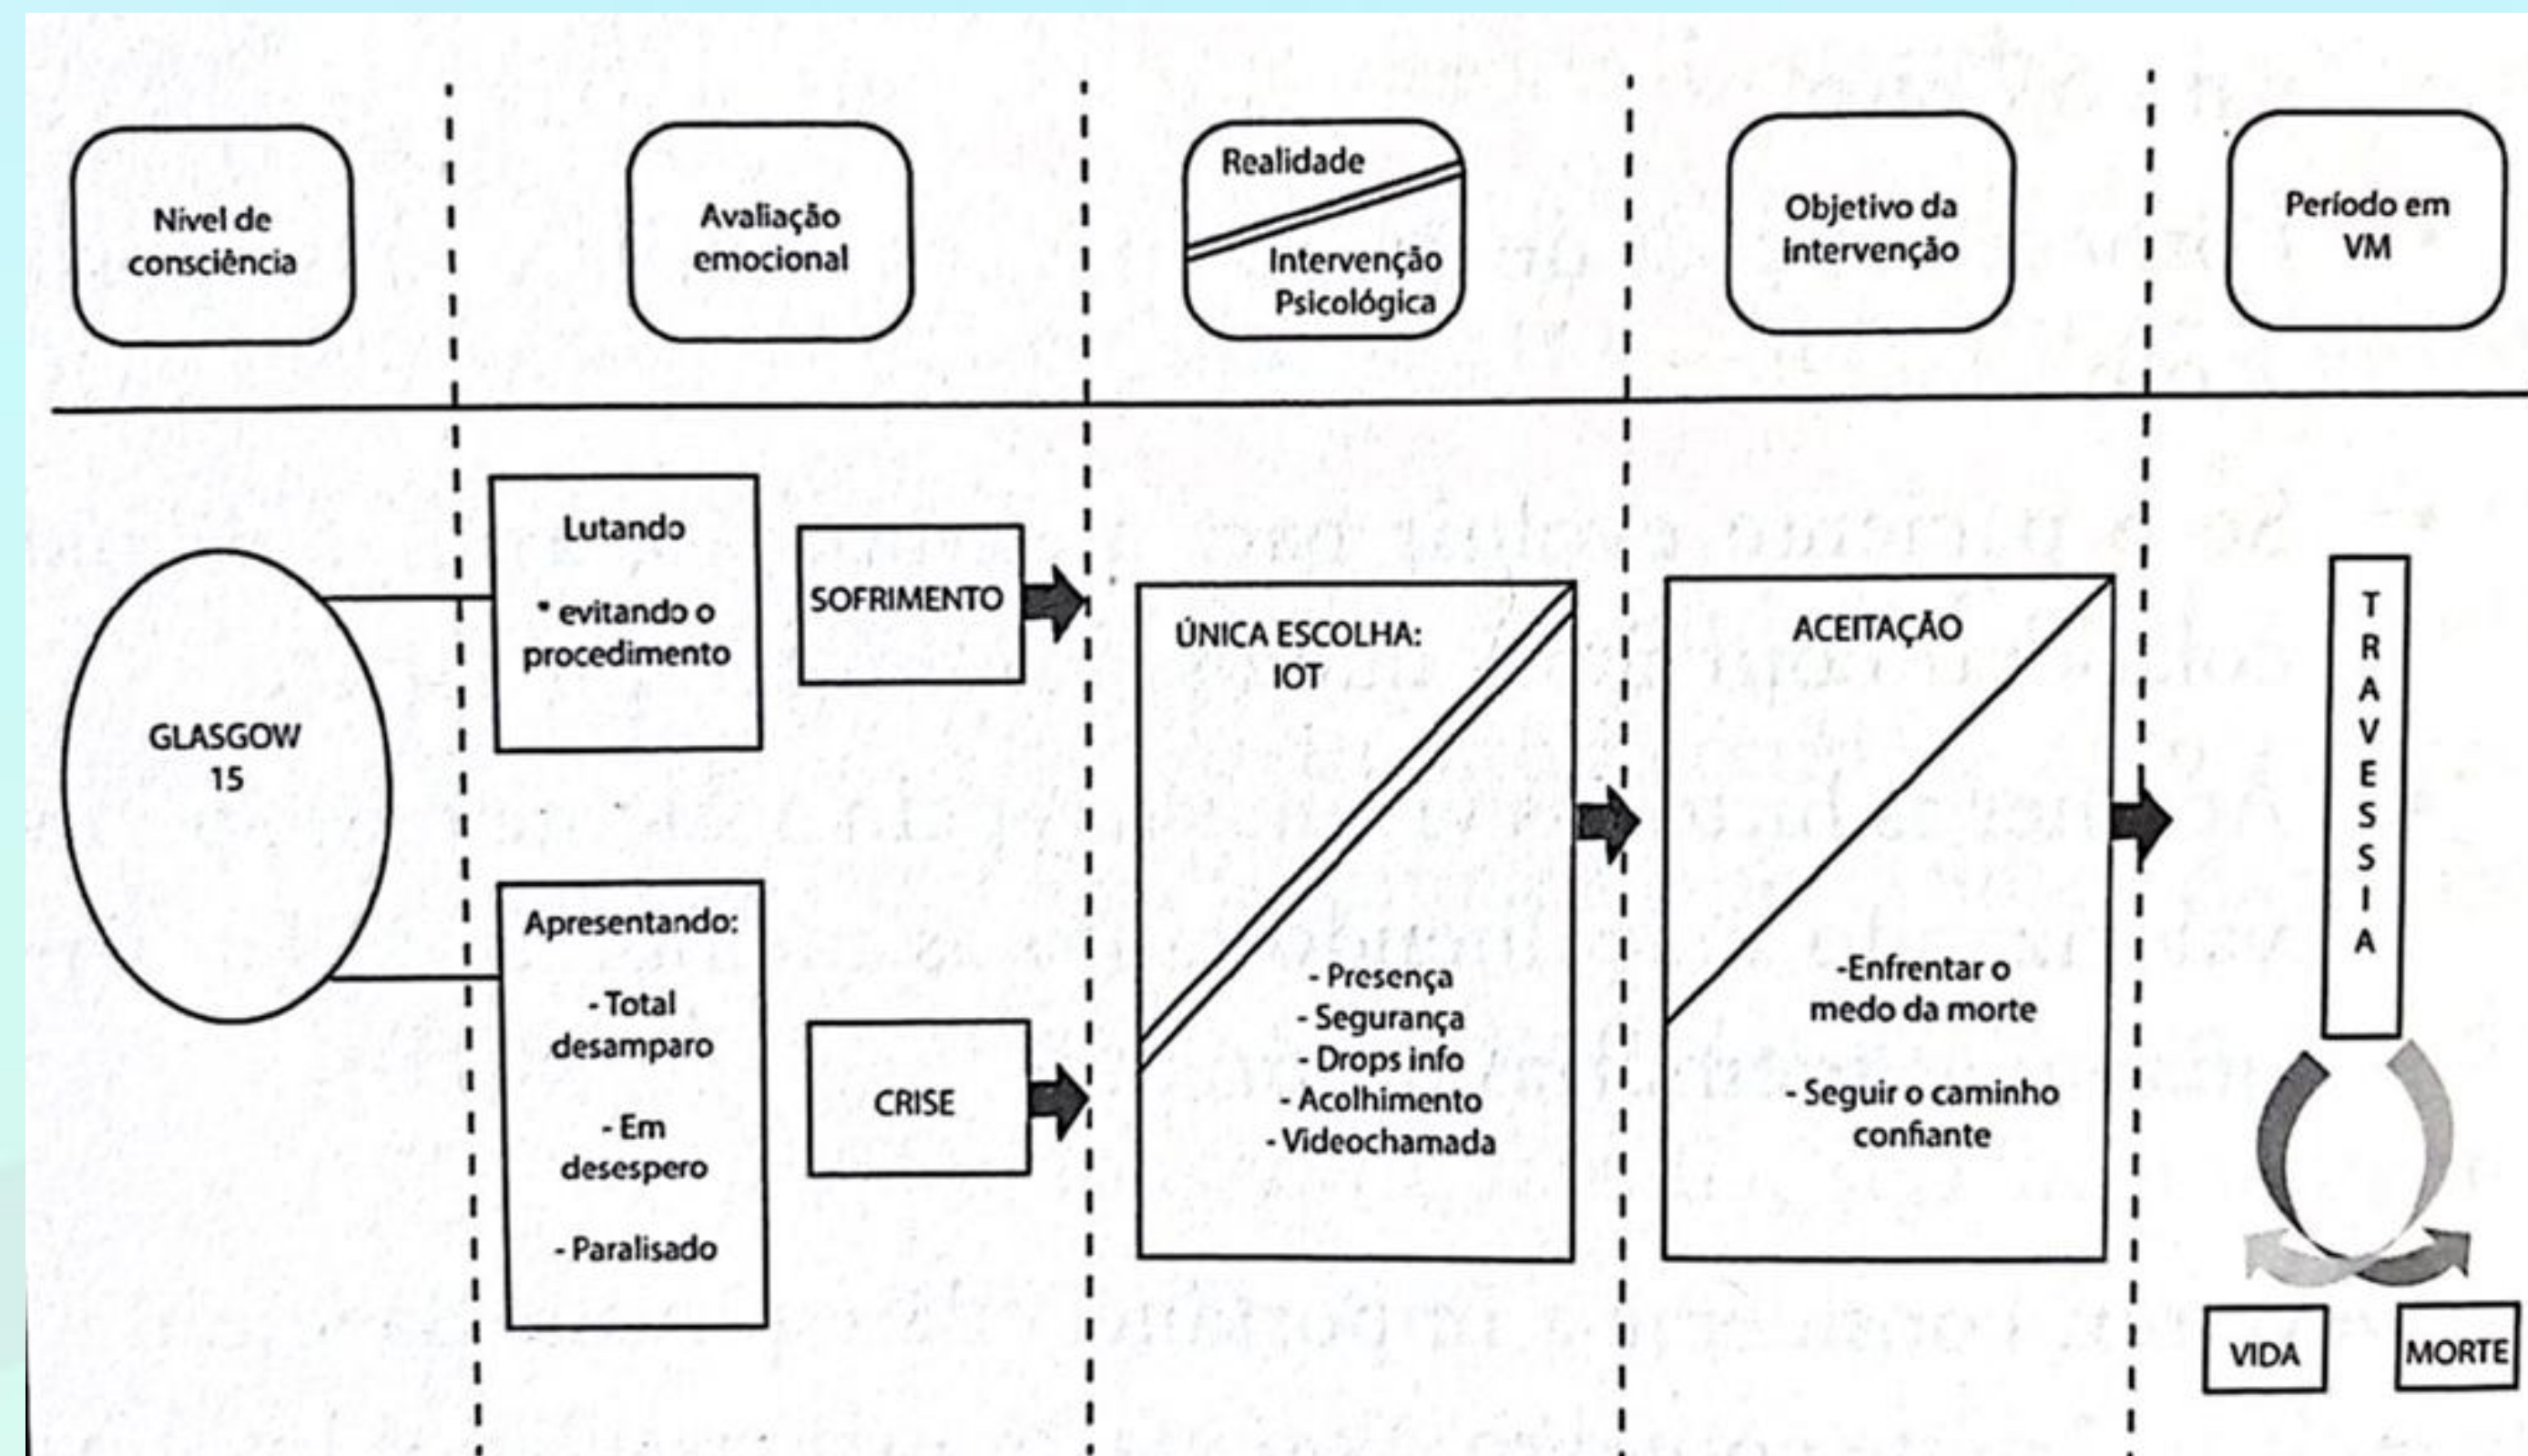 Nível de
consciência
Avaliação
emocional
Realidade
Intervenção
Psicológica
Objetivo da
intervenção
Período em
VM
GLASGOW
15
Lutando
* evitando o
procedimento
SOFRIMENTO
Apresentando:
- Total
desamparo
- Em
desespero
- Paralisado
CRISE
ÚNICA ESCOLHA:
IOT
- Presença
- Segurança
- Drops info
- Acolhimento
- Videochamada
ACEITAÇÃO
-Enfrentar o
medo da morte
- Seguir o caminho
confiante
T
R
A
V
E
S
S
I
A
VIDA
MORTE